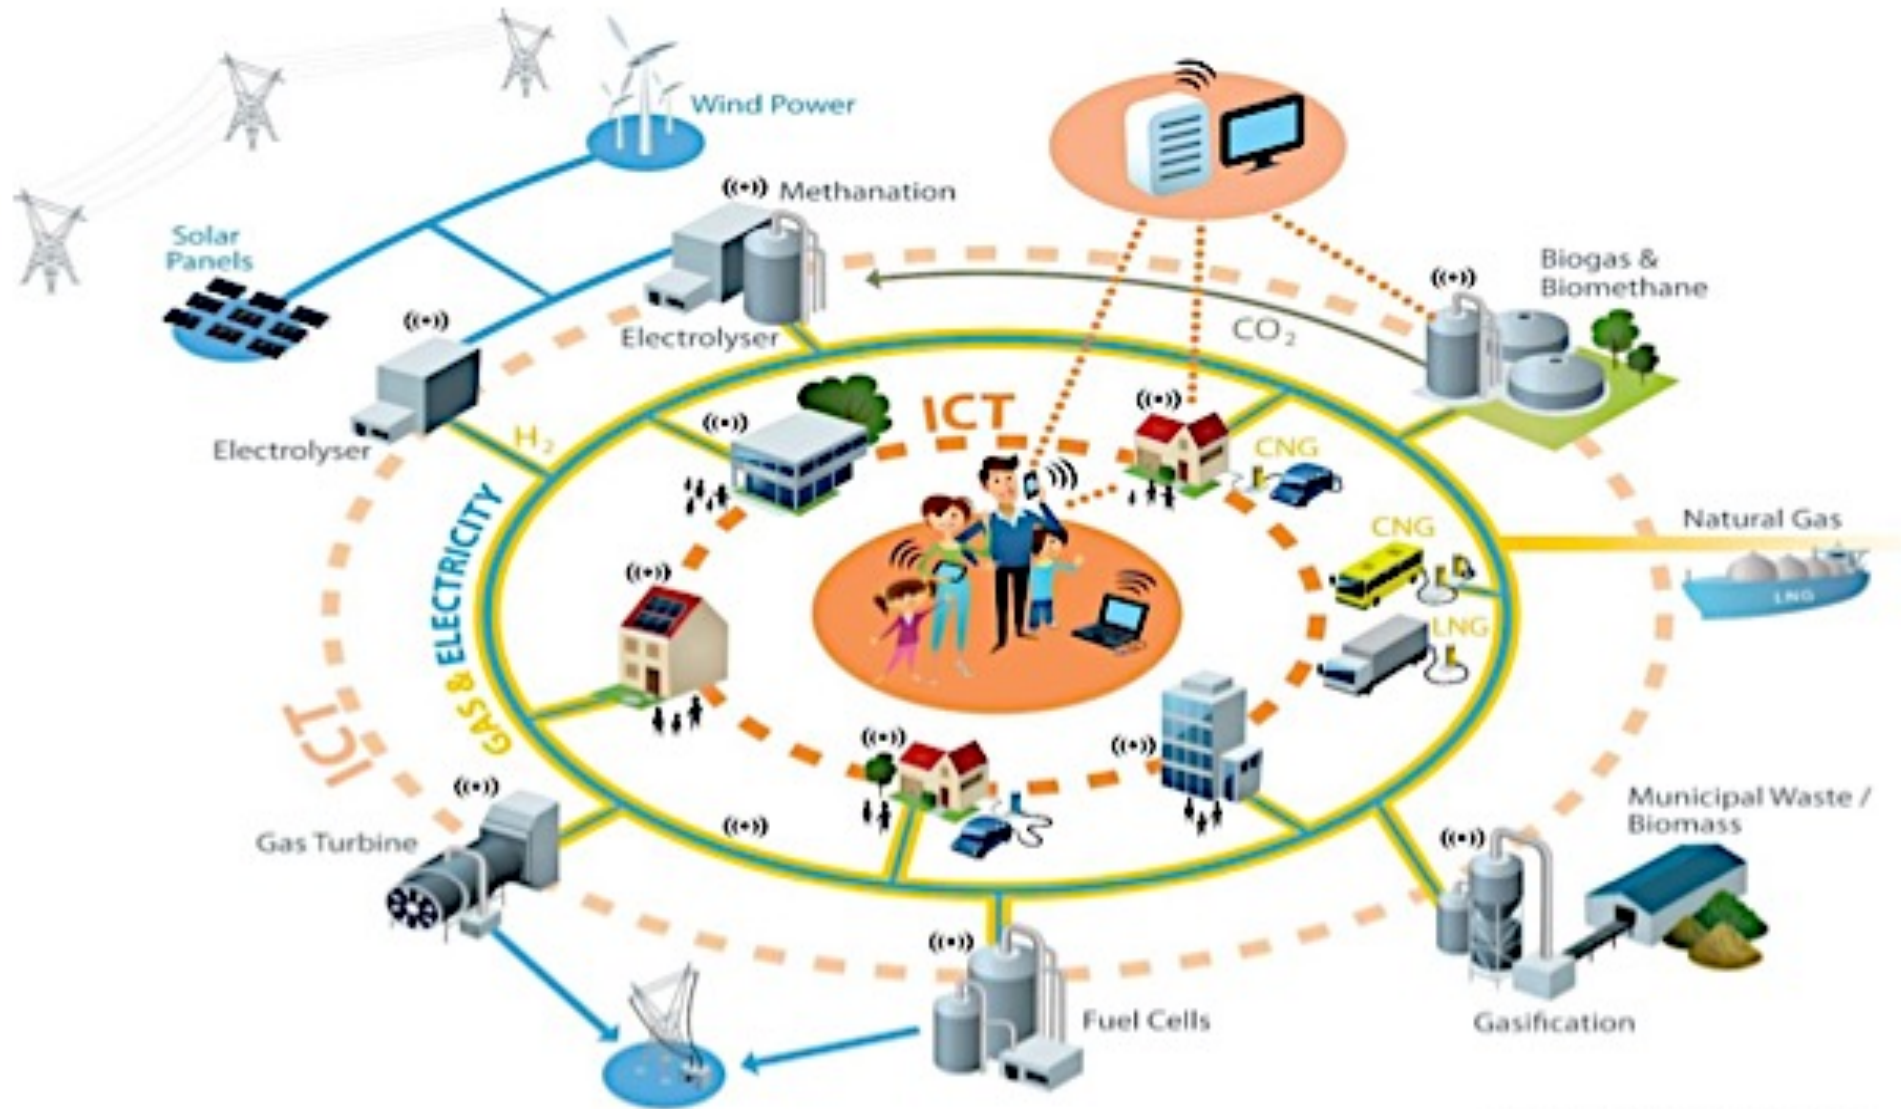 Wind Power
Methanation
Solar
Panels
Biogas &
Biomethane
Electrolyser
CO2
ICT
H2
Electrolyser
CNG
GAS & ELECTRICITY
CNG
Natural Gas
LNG
LNG
ICT
Gas Turbine
Municipal Waste /
Biomass
Fuel Cells
Gasification